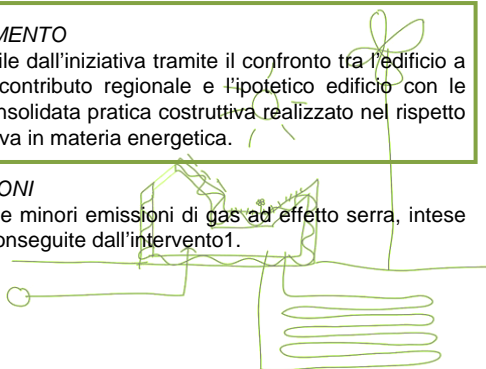 MENTO
ile dall’iniziativa tramite il confronto tra l’edificio a
contributo regionale e l’ipotetico edificio con le
nsolidata pratica costruttiva realizzato nel rispetto
va in materia energetica.
ONI
e minori emissioni di gas ad effetto serra, intese
onseguite dall’intervento1.